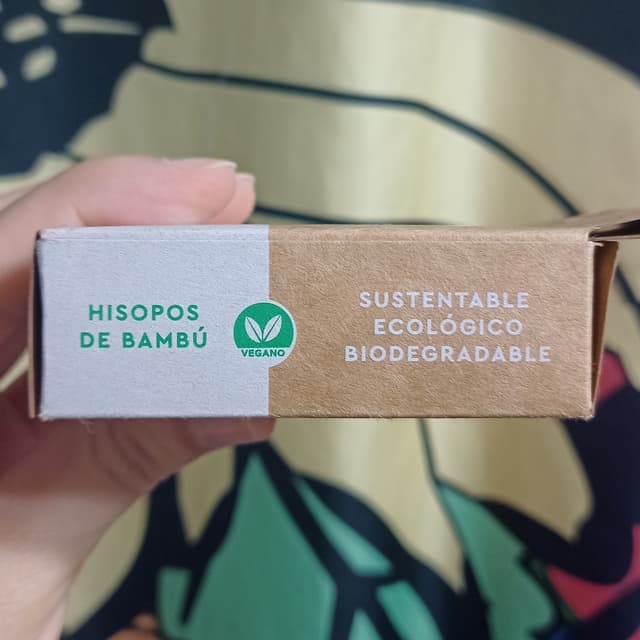 HISOPOS
DE BAMBÚ
VEGANO
SUSTENTABLE
ECOLÓGICO
BIODEGRADABLE